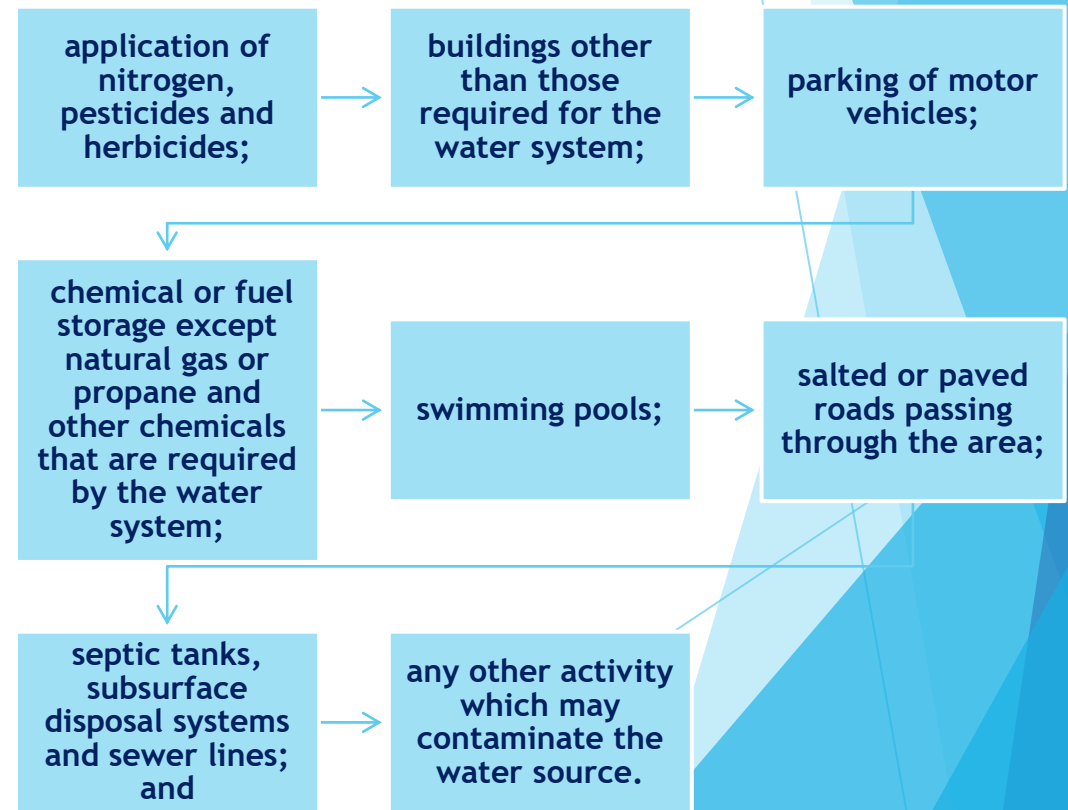 application of
nitrogen,
pesticides and
herbicides;
buildings other
than those
required for the
water system;
parking of motor
vehicles;
chemical or fuel
storage except
natural gas or
propane and
other chemicals
that are required
by the water
system;
swimming pools;
salted or paved
roads passing
through the area;
septic tanks,
subsurface
disposal systems
and sewer lines;
and
any other activity
which may
contaminate the
water source.